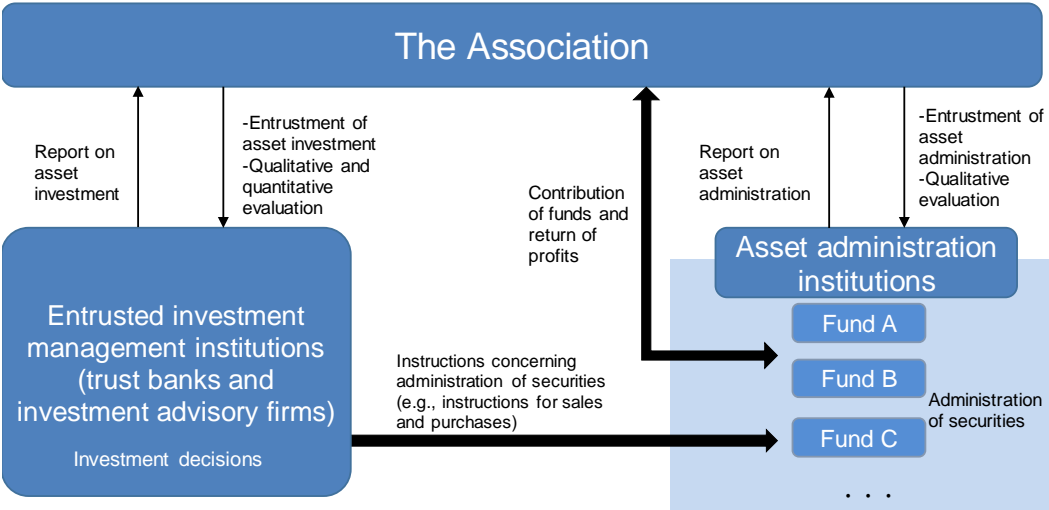 The Association
Report on
asset
investment
-Entrustment of
asset investment
-Qualitative and
quantitative
evaluation
Contribution
of funds and
return of
profits
Report on
asset
administration
-Entrustment of
asset
administration
-Qualitative
evaluation
Entrusted investment
management institutions
(trust banks and
investment advisory firms)
Investment decisions
Instructions concerning
administration of securities
(e.g., instructions for sales
and purchases)
Asset administration
institutions
Fund A
Fund B
Fund C
Administration
of securities
. . .